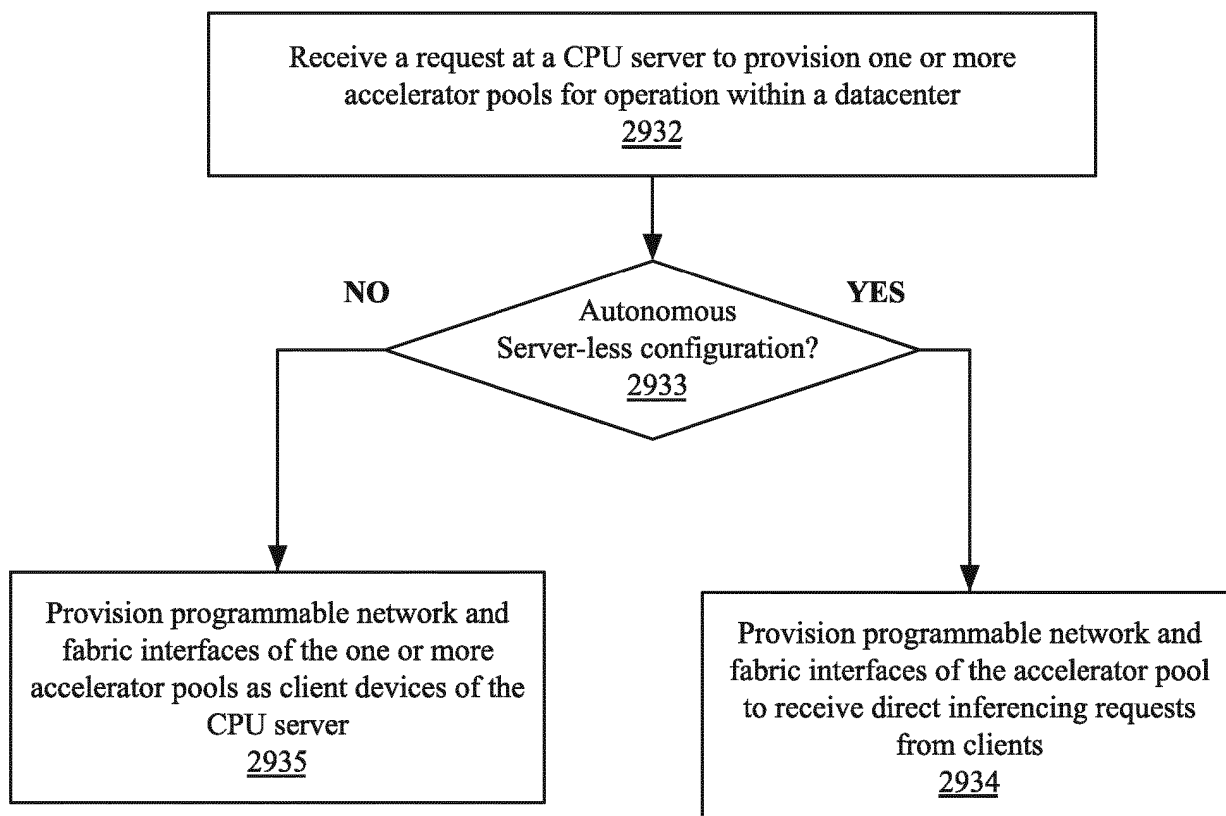 Receive a request at a CPU server to provision one or more
accelerator pools for operation within a datacenter
2932
NO
YES
Autonomous
Server-less configuration?
2933
Provision programmable network and
fabric interfaces of the one or more
accelerator pools as client devices of the
CPU server
2935
Provision programmable network and
fabric interfaces of the accelerator pool
to receive direct inferencing requests
from clients
2934